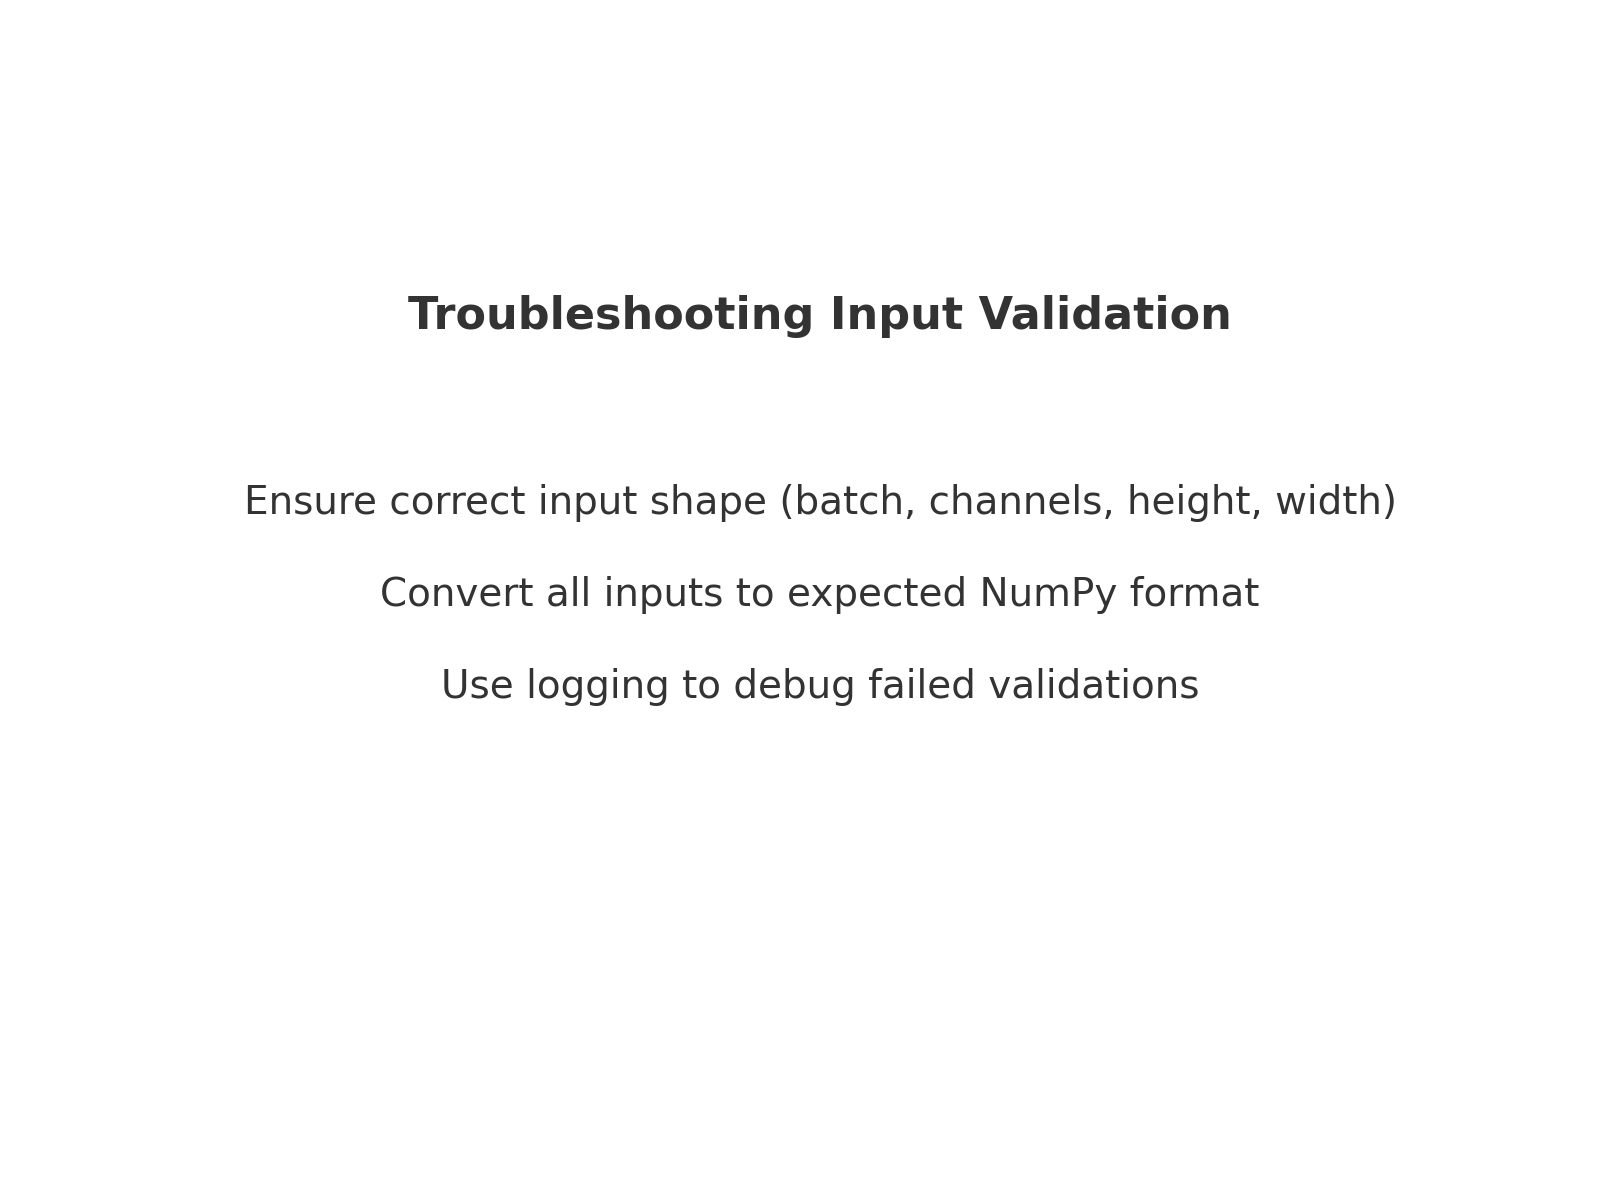 Troubleshooting Input Validation
Ensure correct input shape (batch, channels, height, width)
Convert all inputs to expected NumPy format
Use logging to debug failed validations